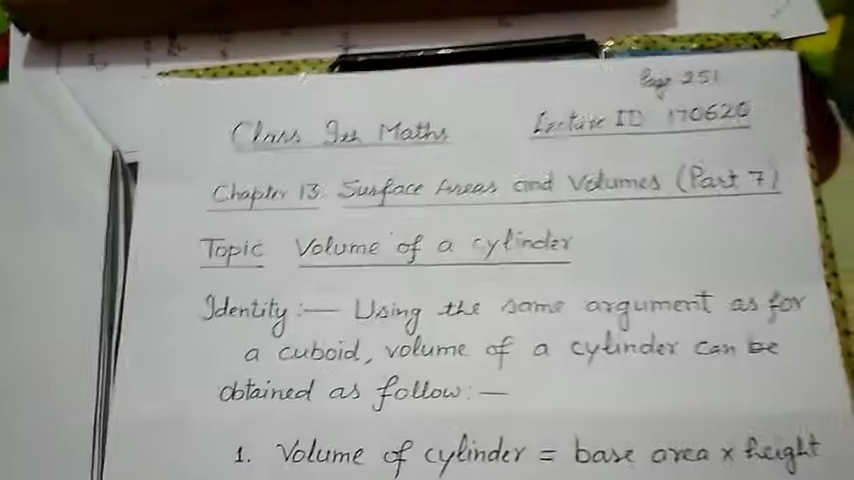 Page 251
Class 9th Maths Lecture ID 170620
Chapter 13: Surface Areas and Volumes (Part 7)
Topic Volume of a cylinder
Identity :— Using the same argument as for
a cuboid, volume of a cylinder can be
obtained as follow :—
1. Volume of cylinder = base area x height